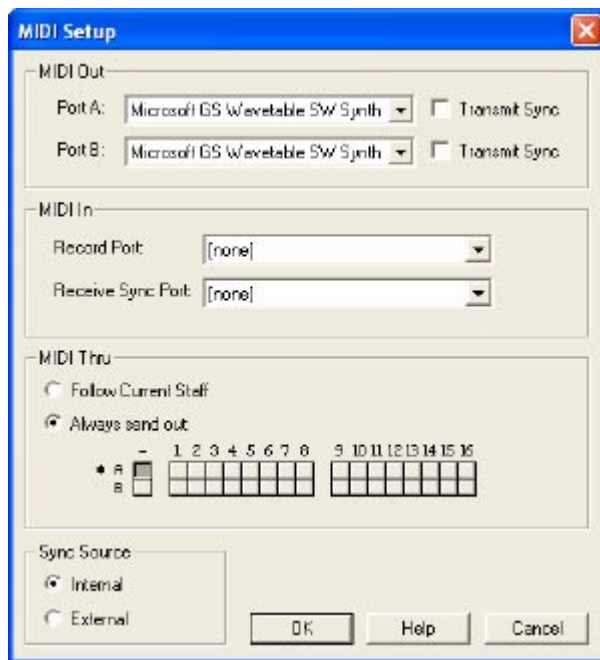 MIDI Setup
MIDI Out
Port A: Microsoft GS Wavetable SW Synth Transmit Sync
Port B: Microsoft GS Wavetable SW Synth Transmit Sync
MIDI In
Record Port: [none]
Receive Sync Port: [none]
MIDI Thru
Follow Current Staff
Always send out
- 1 2 3 4 5 6 7 8 9 10 11 12 13 14 15 16
A
B
Sync Source
Internal
External
OK Help Cancel